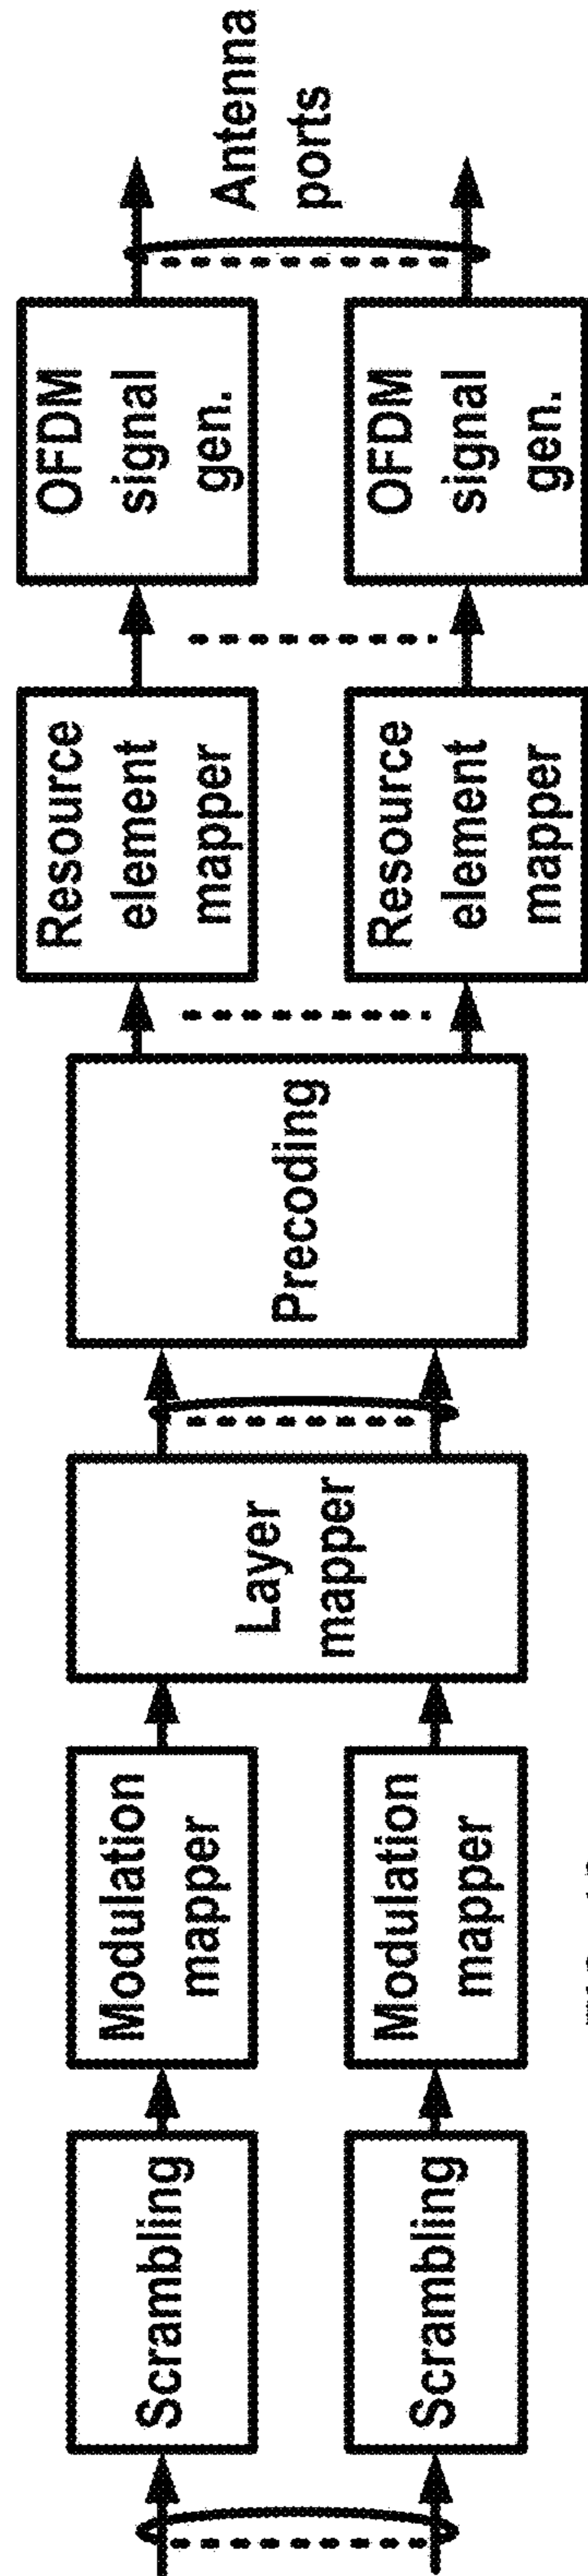 Scrambling
Modulation
mapper
Scrambling
Modulation
mapper
Layer
mapper
Precoding
Resource
element
mapper
OFDM
signal
gen.
Resource
element
mapper
OFDM
signal
gen.
Antenna
ports